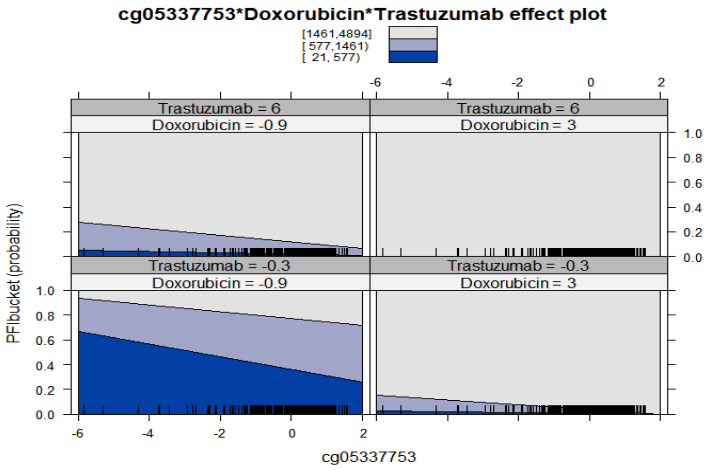 cg05337753*Doxorubicin*Trastuzumab effect plot
[1461,4894]
[ 577,1461)
[ 21, 577)
-6 -4 -2 0 2
Trastuzumab = 6 Trastuzumab = 6
Doxorubicin = -0.9 Doxorubicin = 3
1.0
0.8
0.6
0.4
0.2
0.0
Trastuzumab = -0.3 Trastuzumab = -0.3
Doxorubicin = -0.9 Doxorubicin = 3
PFIbucket (probability)
1.0
0.8
0.6
0.4
0.2
0.0
-6 -4 -2 0 2
cg05337753